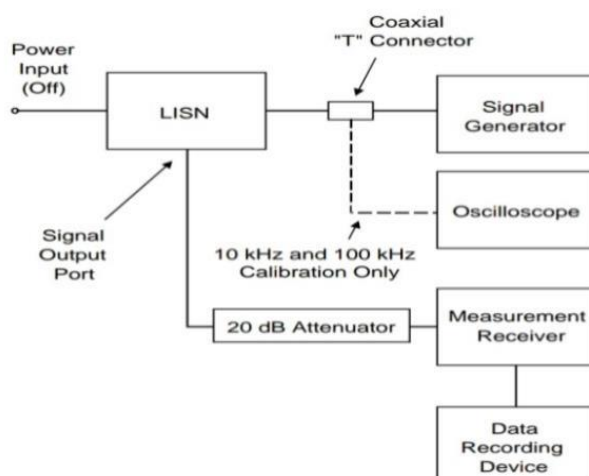 Coaxial
"T" Connector
Power
Input
(Off)
LISN
Signal
Generator
Oscilloscope
Signal
Output
Port
10 kHz and 100 kHz
Calibration Only
20 dB Attenuator
Measurement
Receiver
Data
Recording
Device